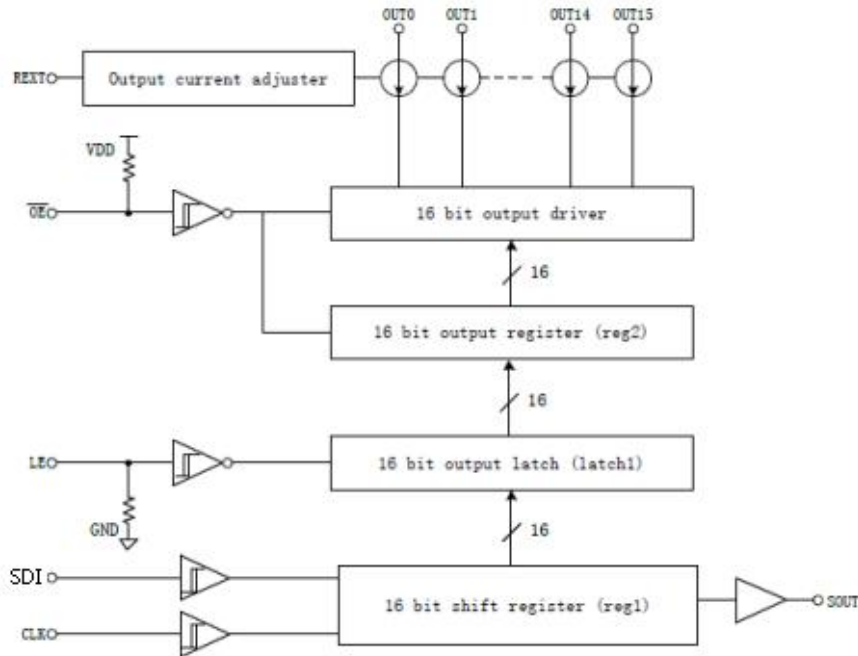 OUT0 OUT1 OUT14 OUT15
REXT Output current adjuster
VDD
OE 16 bit output driver
16
16 bit output register (reg2)
16
LE 16 bit output latch (latch1)
GND
16
SDI
16 bit shift register (reg1) SOUT
CLK